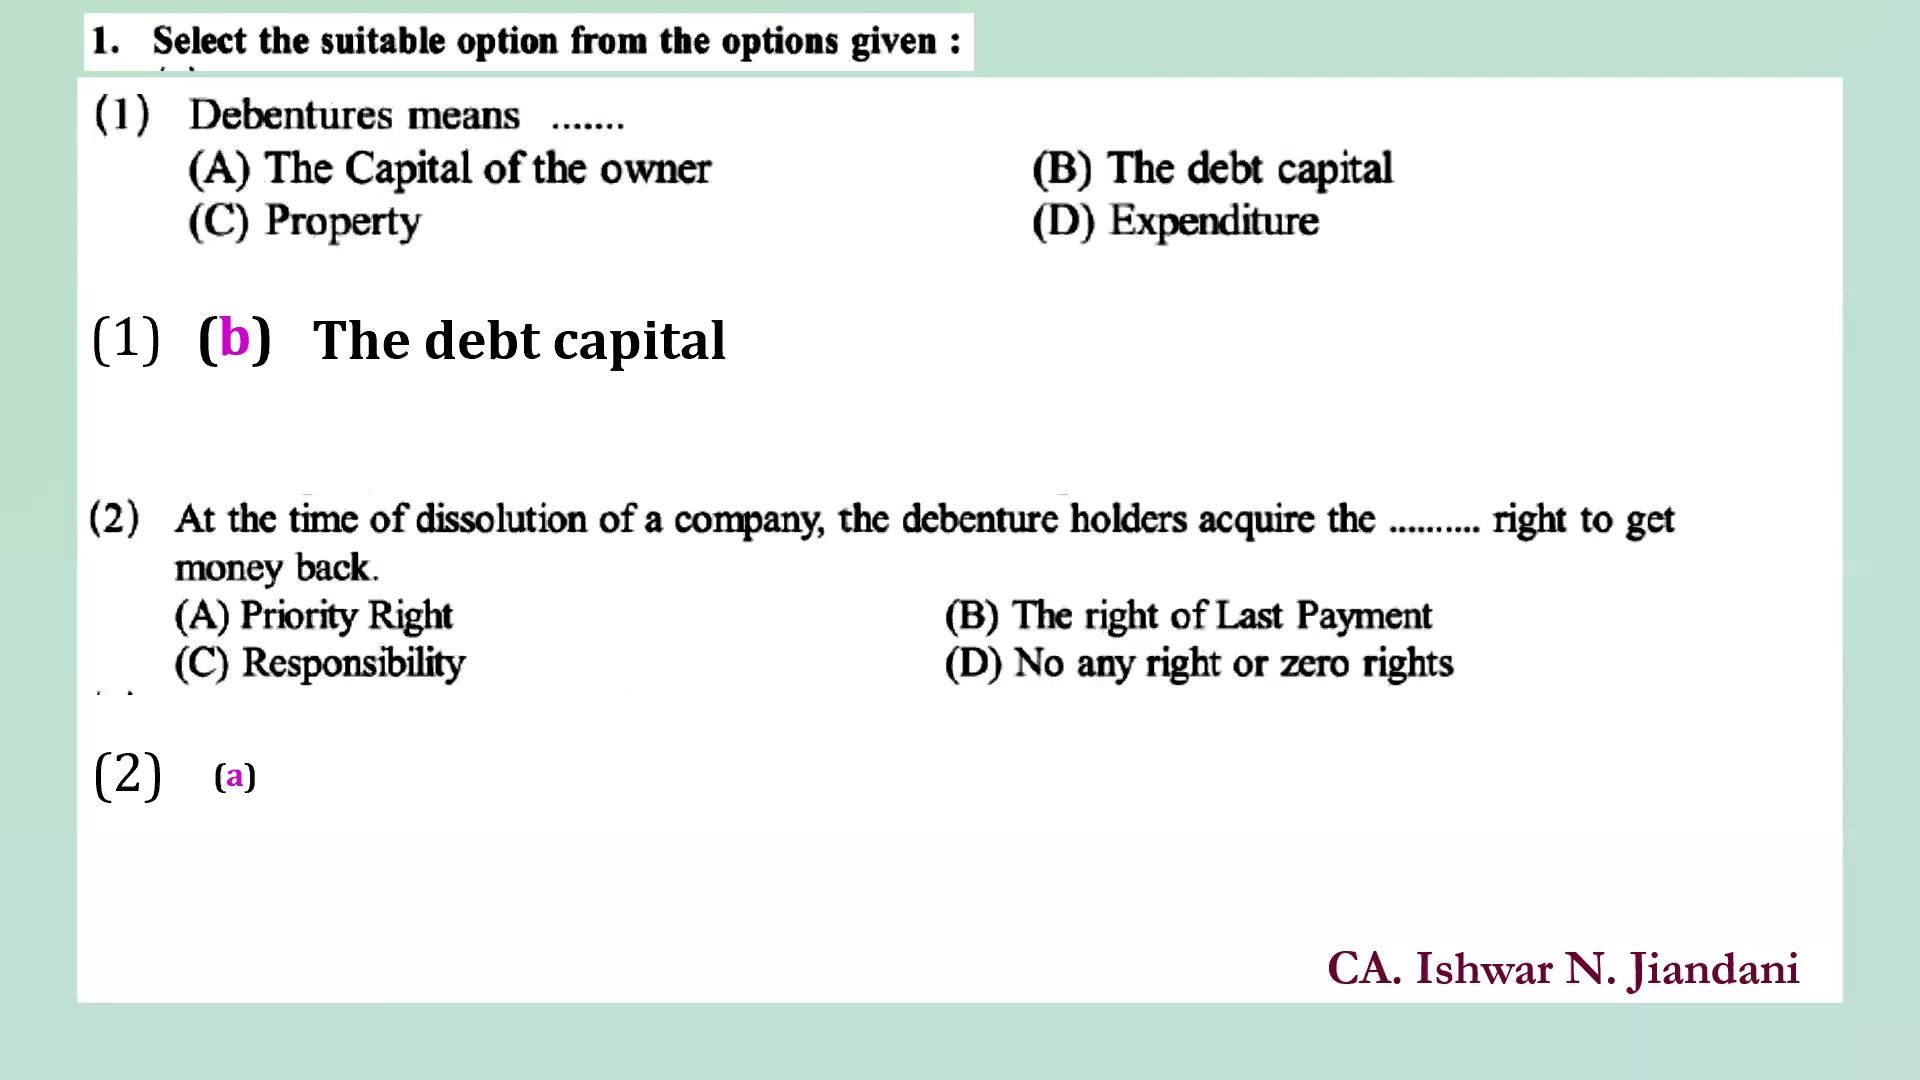 1. Select the suitable option from the options given :
(1) Debentures means .......
(A) The Capital of the owner (B) The debt capital
(C) Property (D) Expenditure
(1) (b) The debt capital
(2) At the time of dissolution of a company, the debenture holders acquire the .......... right to get
money back.
(A) Priority Right (B) The right of Last Payment
(C) Responsibility (D) No any right or zero rights
(2) (a)
CA. Ishwar N. Jiandani